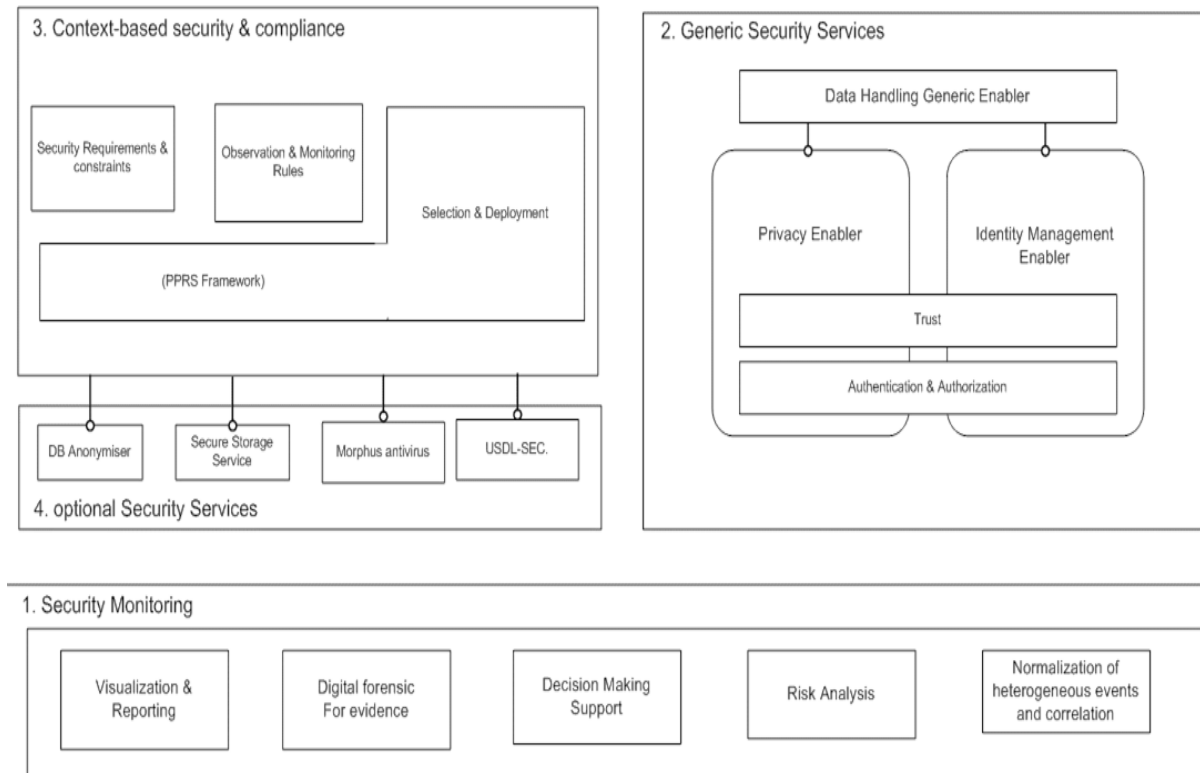 3. Context-based security & compliance
Security Requirements &
constraints
Observation & Monitoring
Rules
Selection & Deployment
(PPRS Framework)
DB Anonymiser
Secure Storage
Service
Morphus antivirus
USDL-SEC.
4. optional Security Services
2. Generic Security Services
Data Handling Generic Enabler
Privacy Enabler
Identity Management
Enabler
Trust
Authentication & Authorization
1. Security Monitoring
Visualization &
Reporting
Digital forensic
For evidence
Decision Making
Support
Risk Analysis
Normalization of
heterogeneous events
and correlation